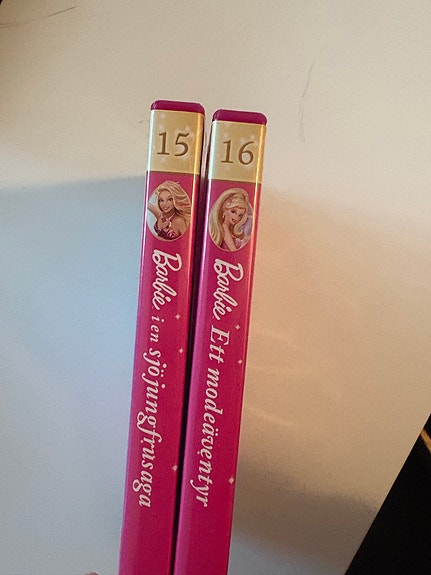 15
Barbie i en sjöjungfrusaga
16
Barbie Ett modeäventyr